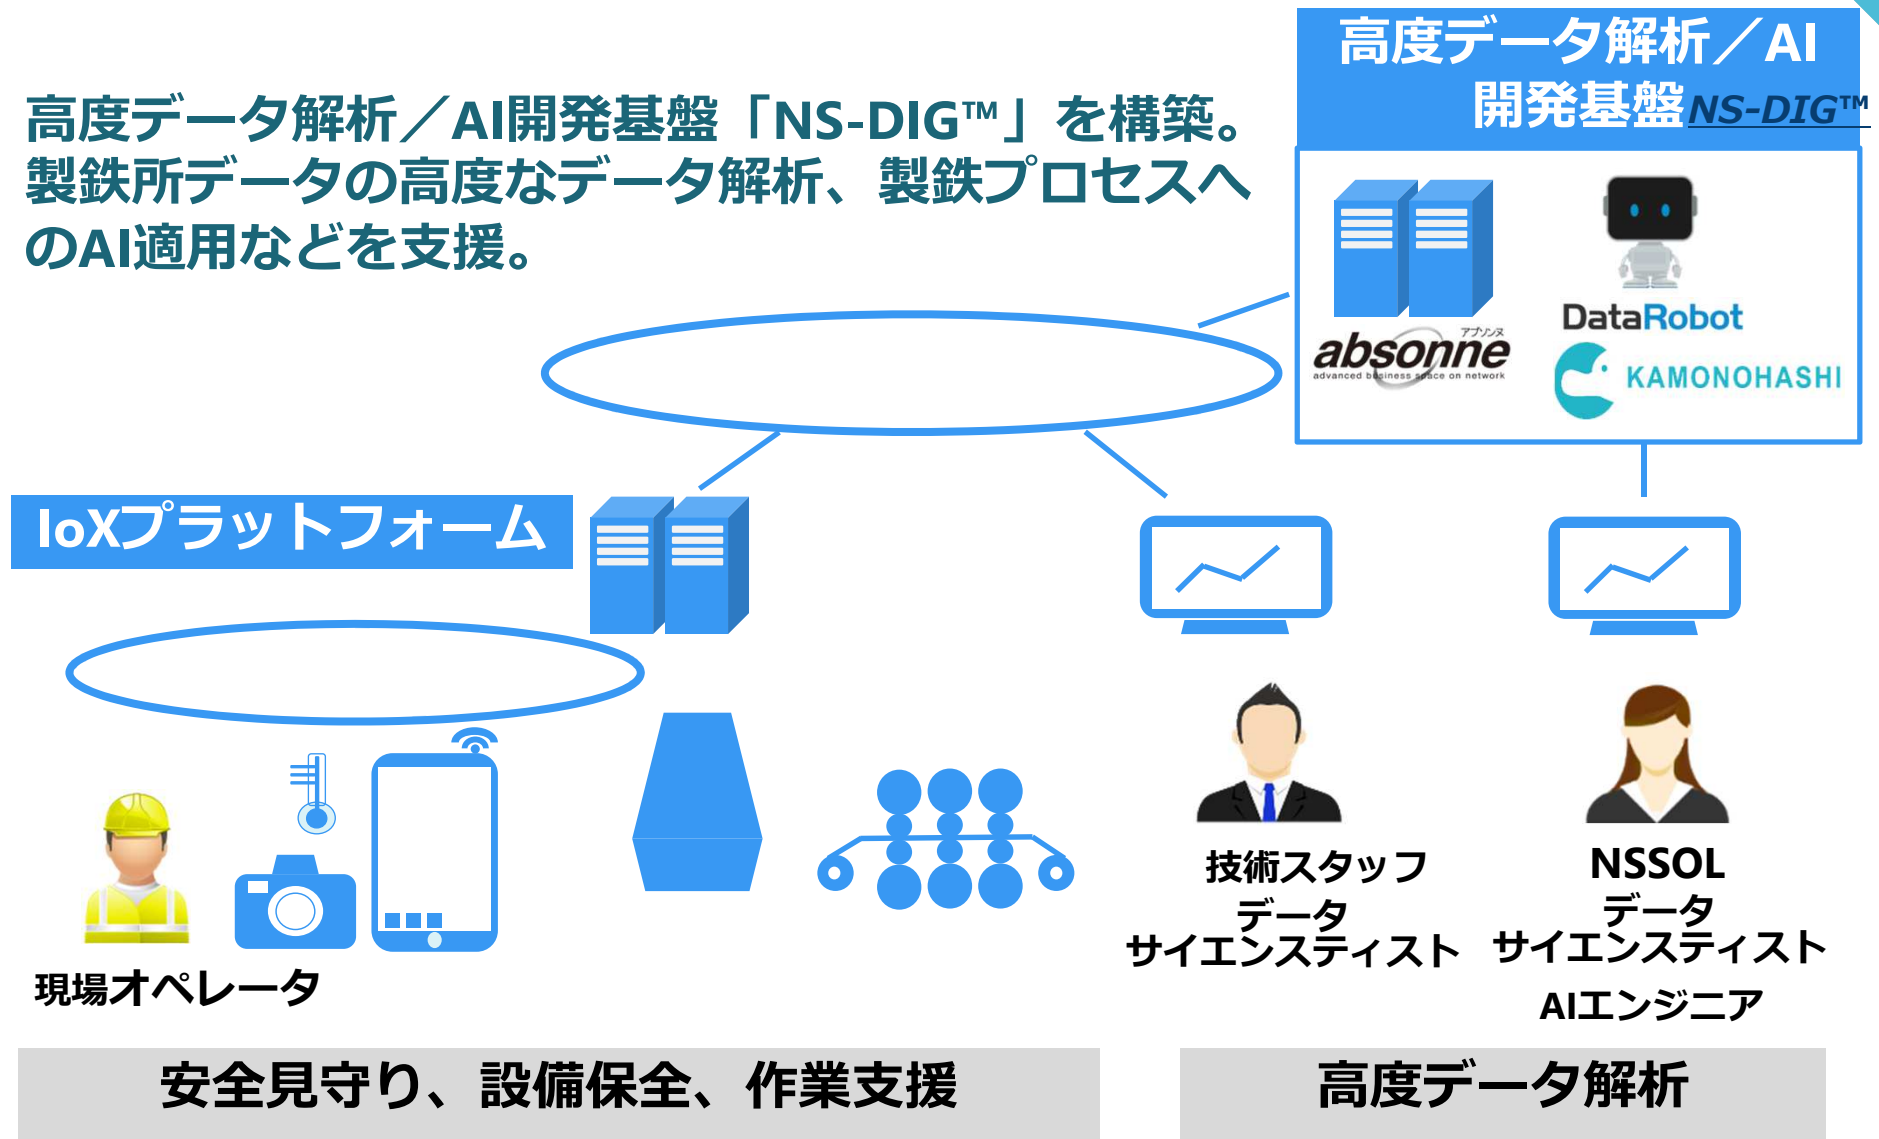 高度データ解析／AI開発基盤「NS-DIG™」を構築。
製鉄所データの高度なデータ解析、製鉄プロセスへ
のAI適用などを支援。
高度データ解析／AI
開発基盤NS-DIG™
アブソンヌ
absonne
advanced business space on network
DataRobot
KAMONOHASHI
IoXプラットフォーム
現場オペレータ
技術スタッフ
データ
サイエンスティスト
NSSOL
データ
サイエンスティスト
AIエンジニア
安全見守り、設備保全、作業支援
高度データ解析